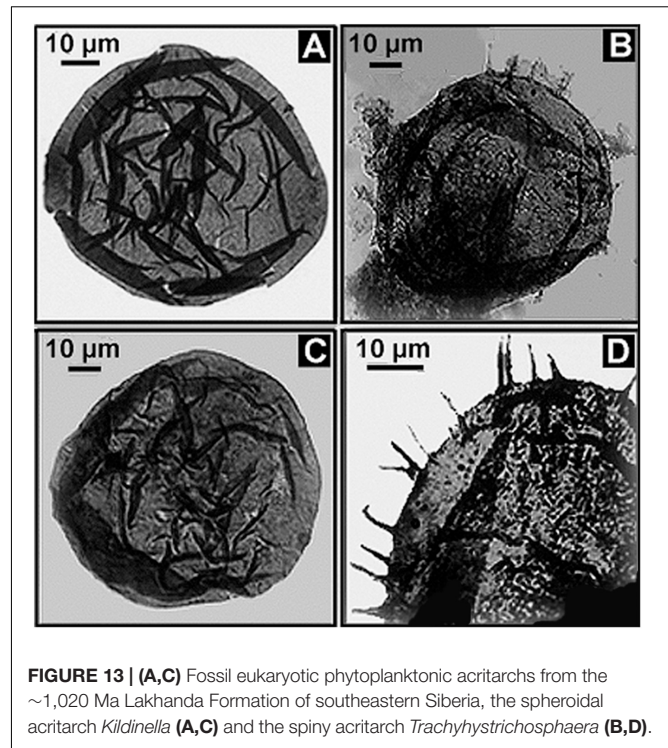 10 µm A
10 µm B
10 µm C
10 µm D
FIGURE 13 | (A,C) Fossil eukaryotic phytoplanktonic acritarchs from the
∼1,020 Ma Lakhanda Formation of southeastern Siberia, the spheroidal
acritarch Kildinella (A,C) and the spiny acritarch Trachyhystrichosphaera (B,D).